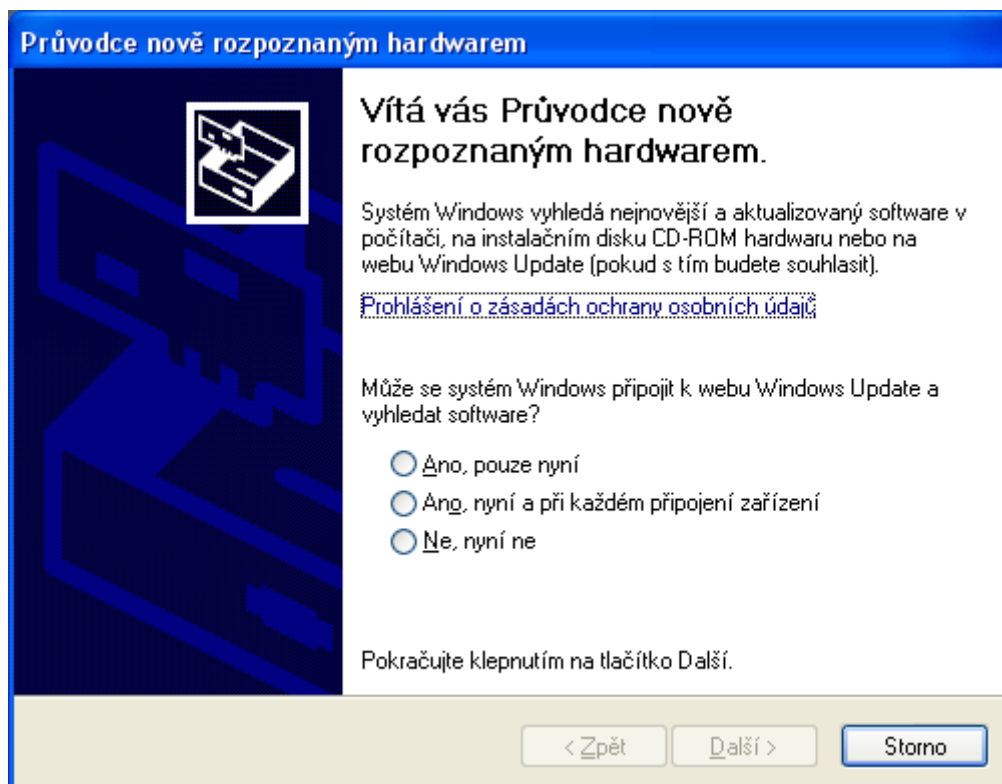 Průvodce nově rozpoznaným hardwarem
Vítá vás Průvodce nově
rozpoznaným hardwarem.
Systém Windows vyhledá nejnovější a aktualizovaný software v
počítači, na instalačním disku CD-ROM hardwaru nebo na
webu Windows Update (pokud s tím budete souhlasit).
Prohlášení o zásadách ochrany osobních údajů
Může se systém Windows připojit k webu Windows Update a
vyhledat software?
Ano, pouze nyní
Ano, nyní a při každém připojení zařízení
Ne, nyní ne
Pokračujte klepnutím na tlačítko Další.
< Zpět
Další >
Storno